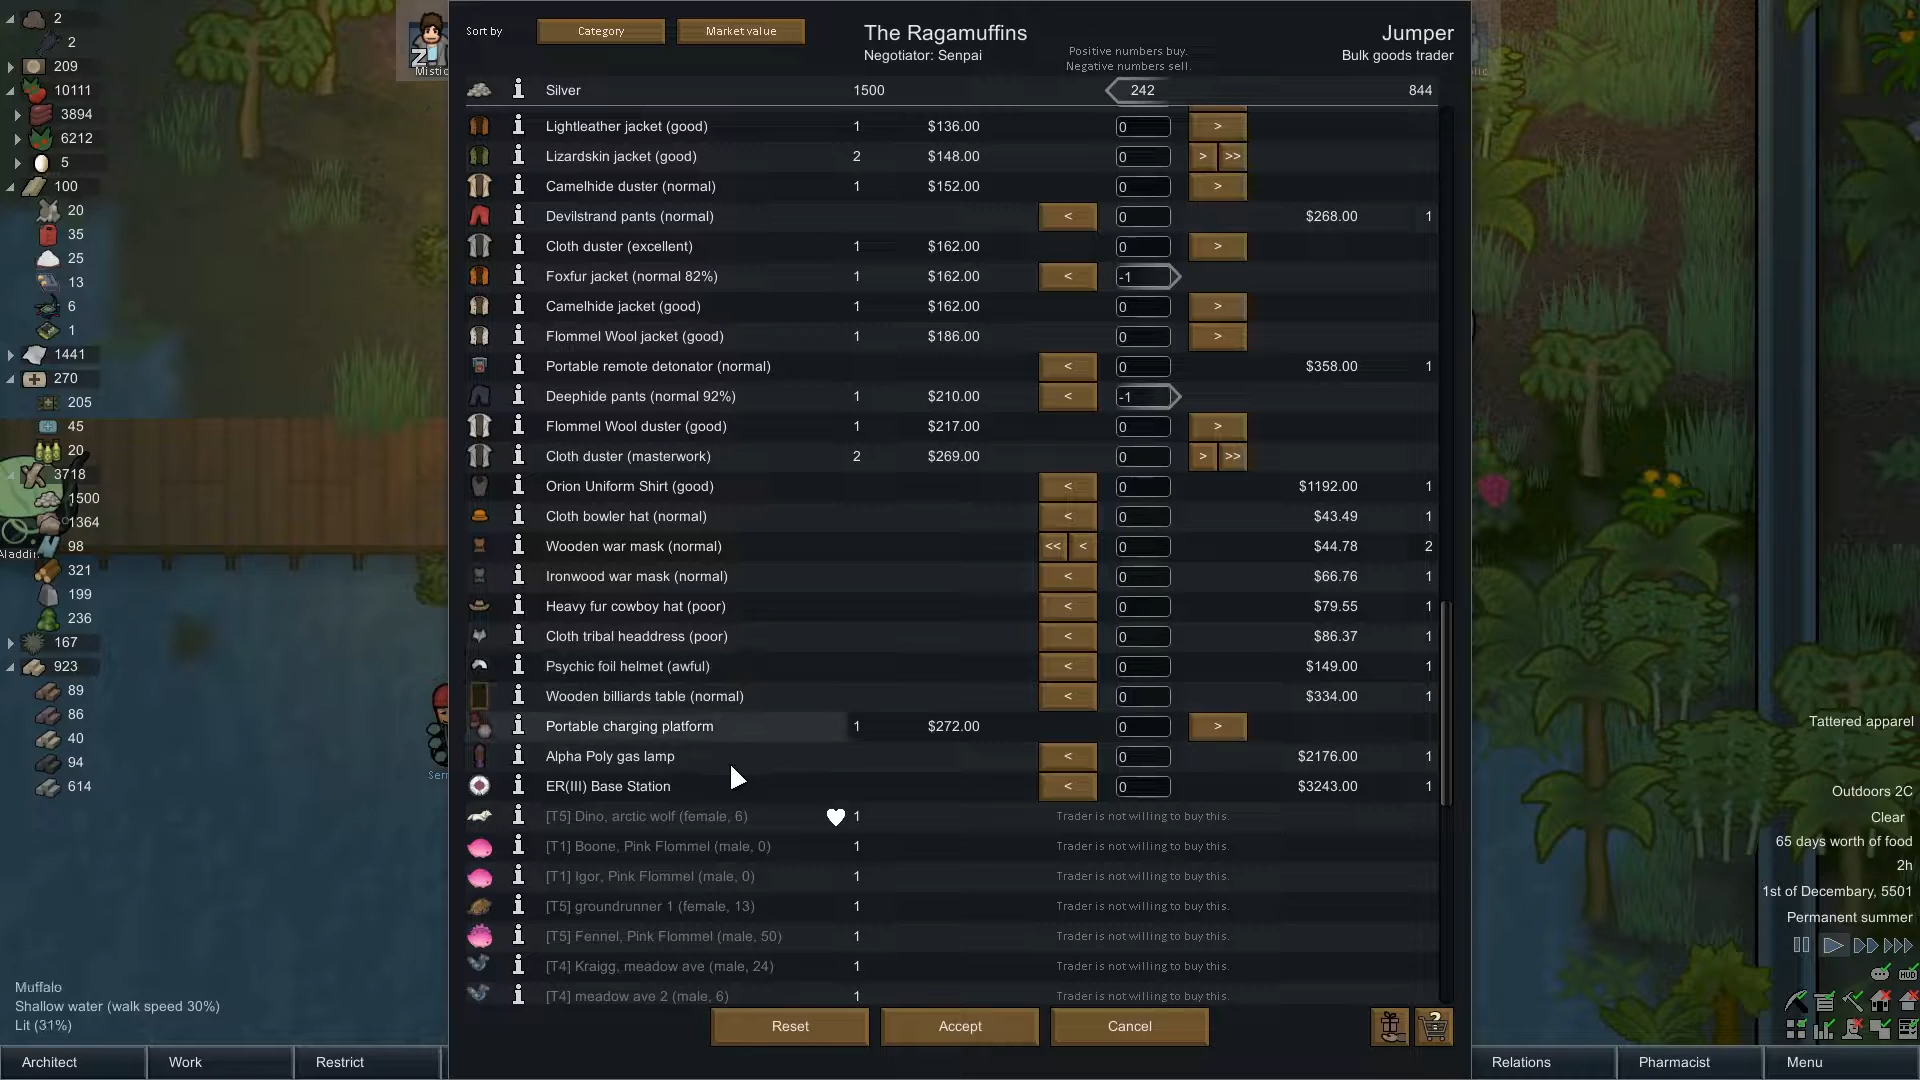 2
2
209
10111
3894
6212
5
100
20
35
25
13
6
1
1441
270
205
45
20
3718
1500
1364
98
321
199
236
167
923
89
86
40
94
614
Z
Mistic
Aladdin
Muffalo
Shallow water (walk speed 30%)
Lit (31%)
Sort by Category Market value
The Ragamuffins
Negotiator: Senpai
Positive numbers buy.
Negative numbers sell.
Jumper
Bulk goods trader
Silver 1500 242 844
Lightleather jacket (good) 1 $136.00 0 >
Lizardskin jacket (good) 2 $148.00 0 > >>
Camelhide duster (normal) 1 $152.00 0 >
Devilstrand pants (normal) < 0 $268.00 1
Cloth duster (excellent) 1 $162.00 0 >
Foxfur jacket (normal 82%) 1 $162.00 < -1
Camelhide jacket (good) 1 $162.00 0 >
Flommel Wool jacket (good) 1 $186.00 0 >
Portable remote detonator (normal) < 0 $358.00 1
Deephide pants (normal 92%) 1 $210.00 < -1
Flommel Wool duster (good) 1 $217.00 0 >
Cloth duster (masterwork) 2 $269.00 0 > >>
Orion Uniform Shirt (good) < 0 $1192.00 1
Cloth bowler hat (normal) < 0 $43.49 1
Wooden war mask (normal) << < 0 $44.78 2
Ironwood war mask (normal) < 0 $66.76 1
Heavy fur cowboy hat (poor) < 0 $79.55 1
Cloth tribal headdress (poor) < 0 $86.37 1
Psychic foil helmet (awful) < 0 $149.00 1
Wooden billiards table (normal) < 0 $334.00 1
Portable charging platform 1 $272.00 0 >
Alpha Poly gas lamp < 0 $2176.00 1
ER(III) Base Station < 0 $3243.00 1
[T5] Dino, arctic wolf (female, 6) 1 Trader is not willing to buy this.
[T1] Boone, Pink Flommel (male, 0) 1 Trader is not willing to buy this.
[T1] Igor, Pink Flommel (male, 0) 1 Trader is not willing to buy this.
[T5] groundrunner 1 (female, 13) 1 Trader is not willing to buy this.
[T5] Fennel, Pink Flommel (male, 50) 1 Trader is not willing to buy this.
[T4] Kraigg, meadow ave (male, 24) 1 Trader is not willing to buy this.
[T4] meadow ave 2 (male, 6) 1 Trader is not willing to buy this.
Reset Accept Cancel
Tattered apparel
Outdoors 2C
Clear
65 days worth of food
2h
1st of Decembary, 5501
Permanent summer
HUD
Architect Work Restrict Relations Pharmacist Menu